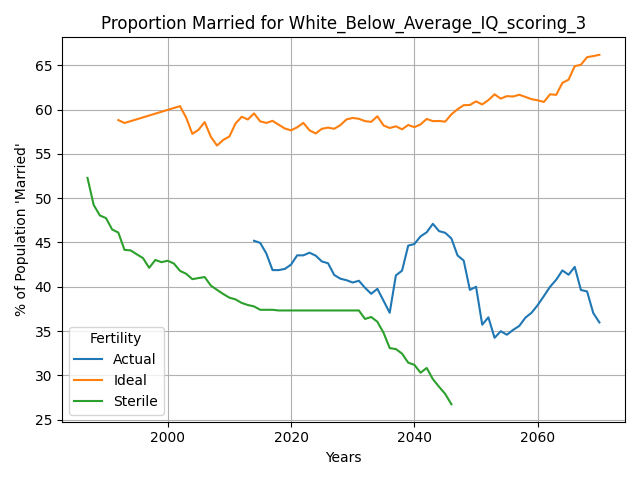 Proportion Married for White_Below_Average_IQ_scoring_3
% of Population 'Married'
65
60
55
50
45
40
35
30
25
Fertility
Actual
Ideal
Sterile
2000 2020 2040 2060
Years